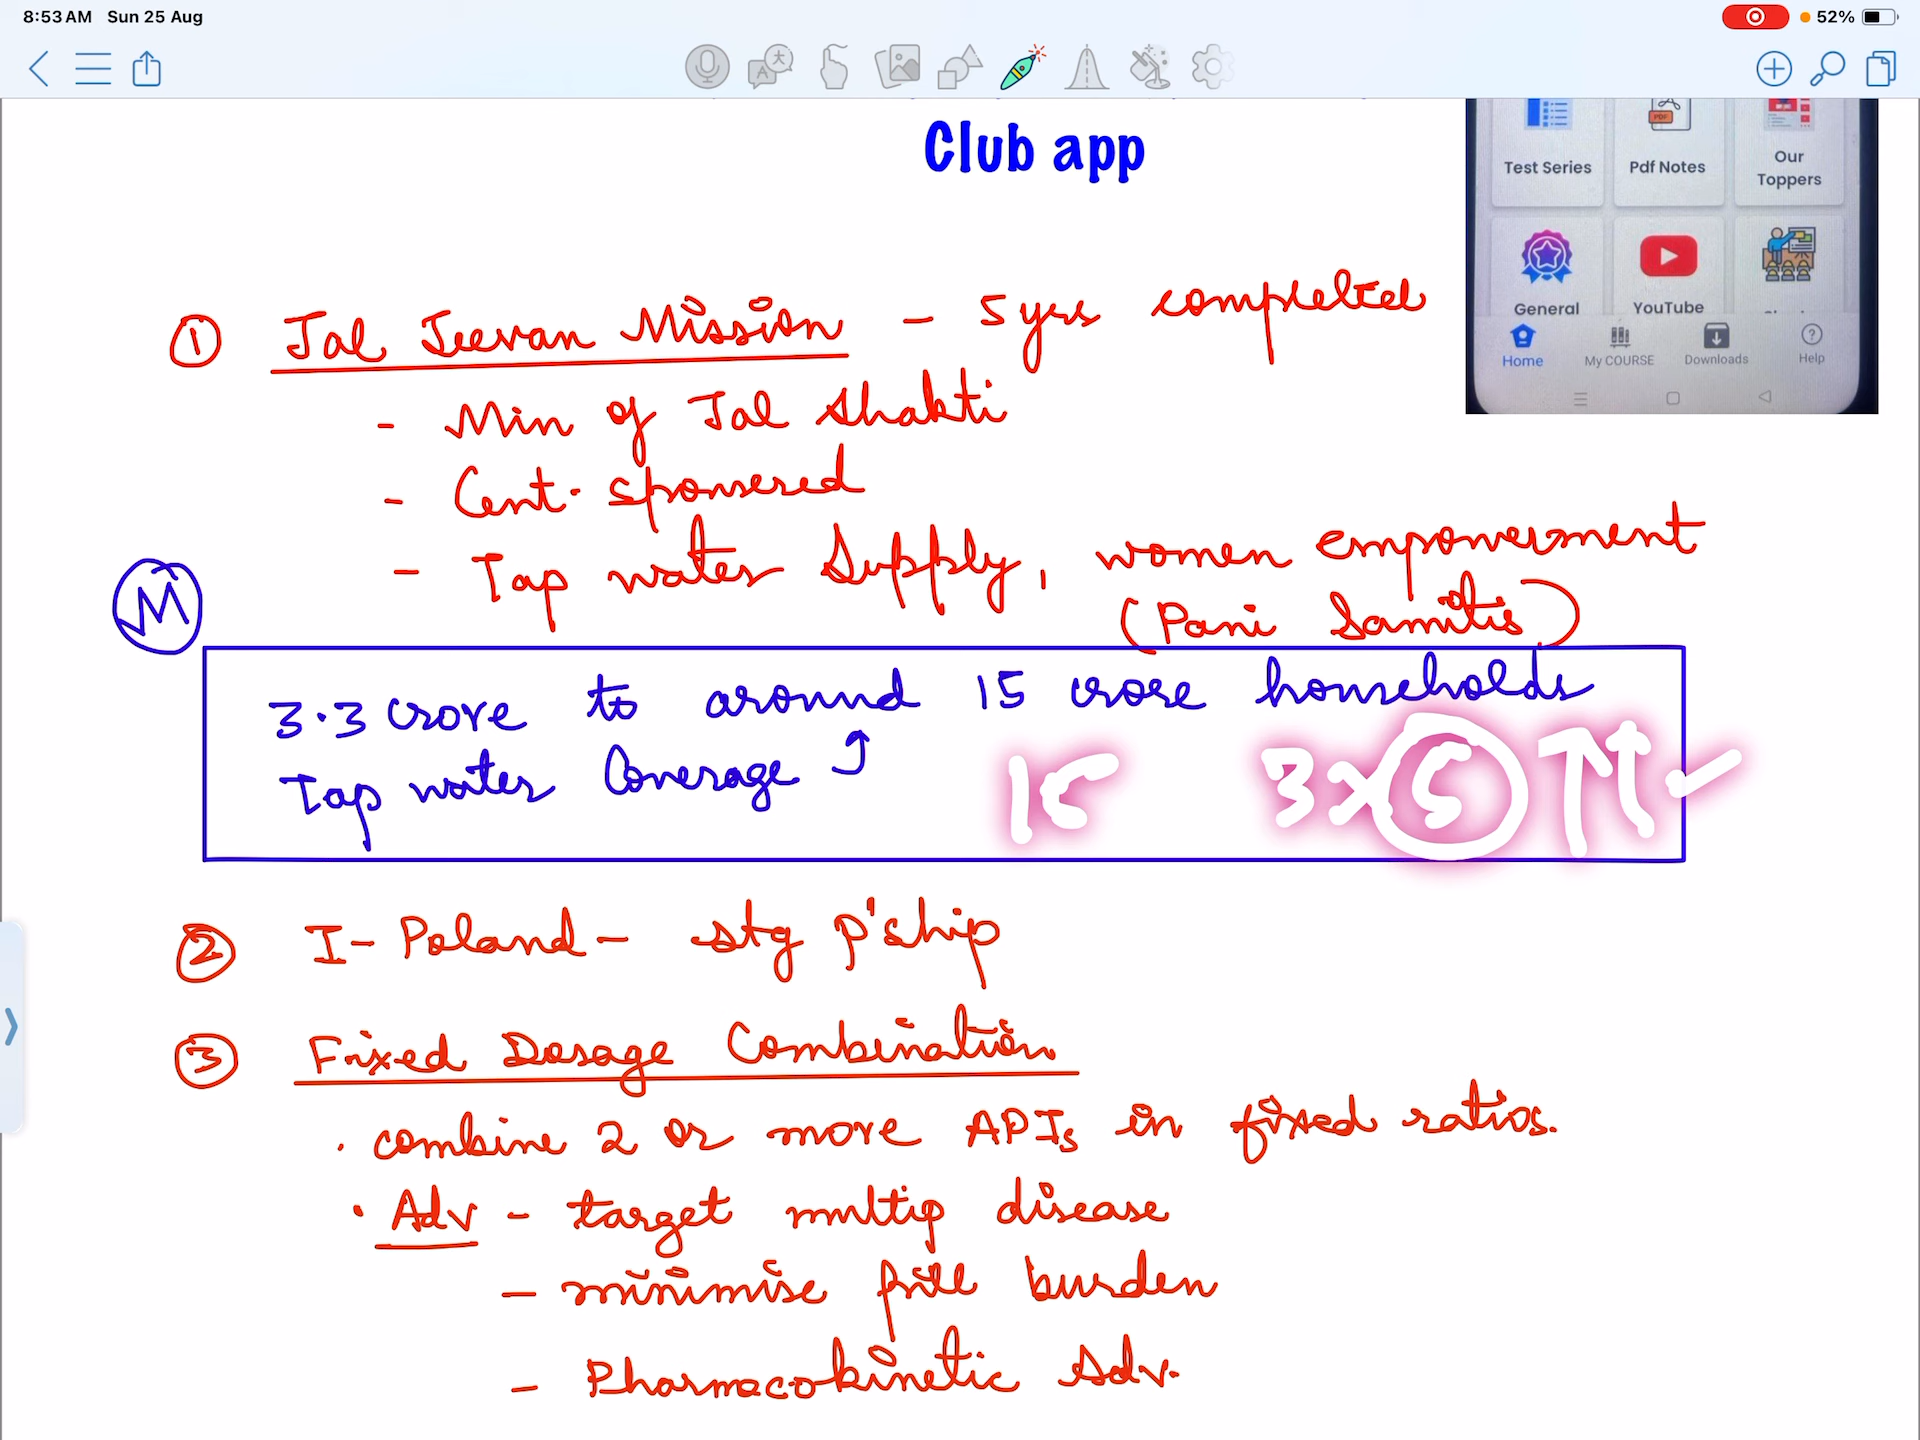 8:53 AM Sun 25 Aug
52%
Club app
Test Series
Pdf Notes
Our
Toppers
PDF
General
YouTube
Home
My COURSE
Downloads
Help
① Jal Jeevan Mission - 5 yrs completed
- Min of Jal Shakti
- Cent. sponsered
- Tap water Supply, women empowerment
(Pani Samitis)
M
3.3 crore to around 15 crore households
Tap water Coverage ↑
15 3x5 ↑↑ ✓
② I- Poland - stg p'ship
③ Fixed Dosage Combination
• combine 2 or more APIs in fixed ratios.
• Adv - target multip disease
- minimise pill burden
- Pharmacokinetic Adv.